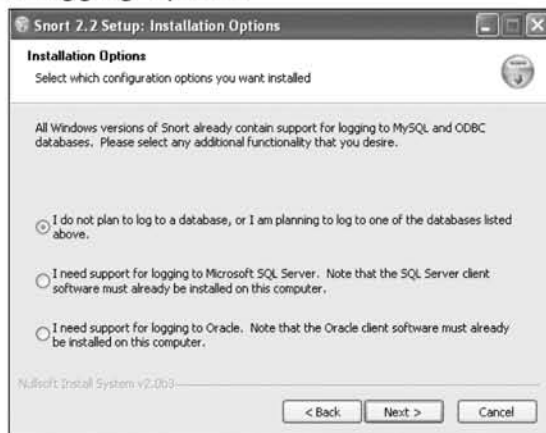 Snort 2.2 Setup: Installation Options
Installation Options
Select which configuration options you want installed
All Windows versions of Snort already contain support for logging to MySQL and ODBC
databases. Please select any additional functionality that you desire.
I do not plan to log to a database, or I am planning to log to one of the databases listed
above.
I need support for logging to Microsoft SQL Server. Note that the SQL Server client
software must already be installed on this computer.
I need support for logging to Oracle. Note that the Oracle client software must already
be installed on this computer.
Nullsoft Install System v2.0b3
< Back
Next >
Cancel